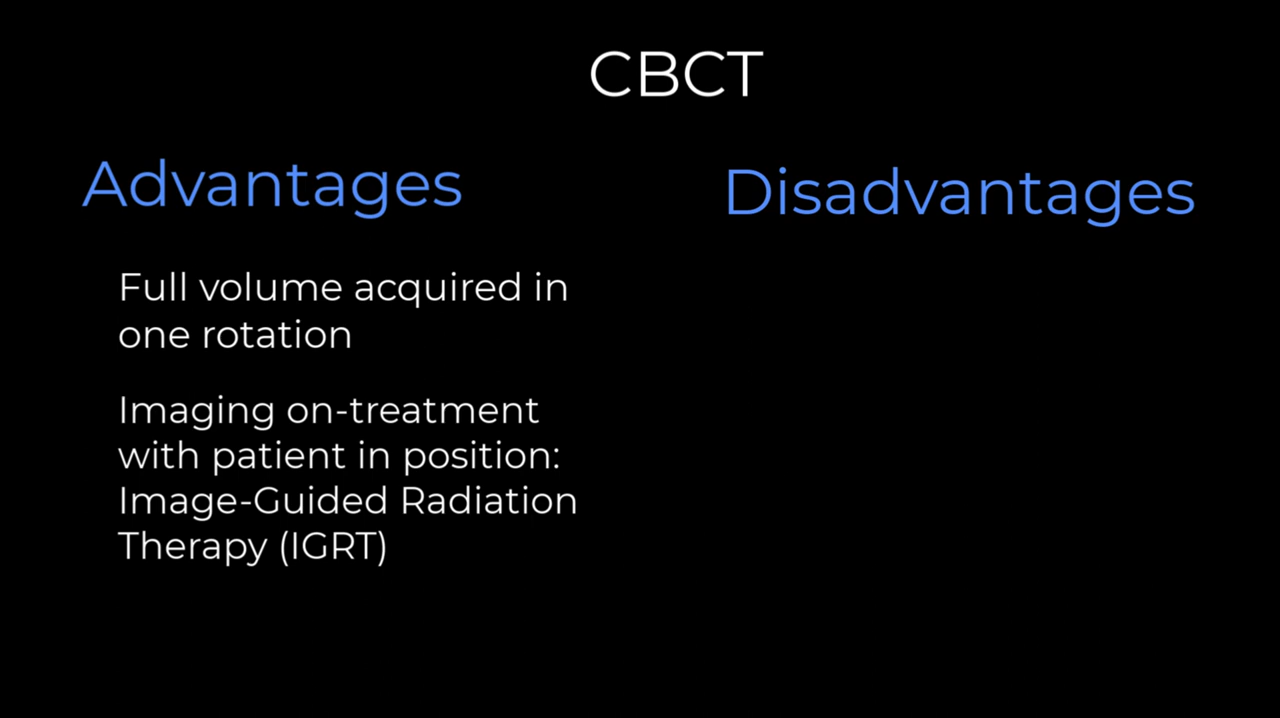 CBCT
Advantages
Disadvantages
Full volume acquired in
one rotation
Imaging on-treatment
with patient in position:
Image-Guided Radiation
Therapy (IGRT)